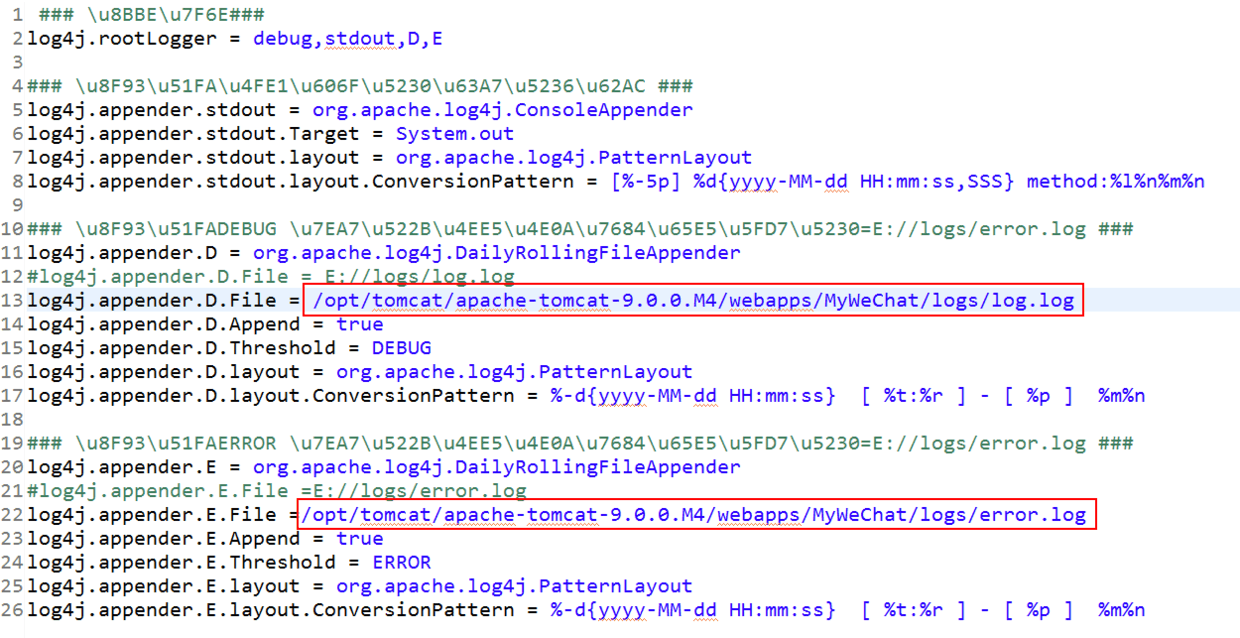 1 ### \u8BBE\u7F6E###
2 log4j.rootLogger = debug,stdout,D,E
3
4 ### \u8F93\u51FA\u4FE1\u606F\u5230\u63A7\u5236\u62AC ###
5 log4j.appender.stdout = org.apache.log4j.ConsoleAppender
6 log4j.appender.stdout.Target = System.out
7 log4j.appender.stdout.layout = org.apache.log4j.PatternLayout
8 log4j.appender.stdout.layout.ConversionPattern = [%-5p] %d{yyyy-MM-dd HH:mm:ss,SSS} method:%l%n%m%n
9
10 ### \u8F93\u51FADEBUG \u7EA7\u522B\u4EE5\u4E0A\u7684\u65E5\u5FD7\u5230=E://logs/error.log ###
11 log4j.appender.D = org.apache.log4j.DailyRollingFileAppender
12 #log4j.appender.D.File = E://logs/log.log
13 log4j.appender.D.File = /opt/tomcat/apache-tomcat-9.0.0.M4/webapps/MyWeChat/logs/log.log
14 log4j.appender.D.Append = true
15 log4j.appender.D.Threshold = DEBUG
16 log4j.appender.D.layout = org.apache.log4j.PatternLayout
17 log4j.appender.D.layout.ConversionPattern = %-d{yyyy-MM-dd HH:mm:ss}  [ %t:%r ] - [ %p ]  %m%n
18
19 ### \u8F93\u51FAERROR \u7EA7\u522B\u4EE5\u4E0A\u7684\u65E5\u5FD7\u5230=E://logs/error.log ###
20 log4j.appender.E = org.apache.log4j.DailyRollingFileAppender
21 #log4j.appender.E.File =E://logs/error.log
22 log4j.appender.E.File =/opt/tomcat/apache-tomcat-9.0.0.M4/webapps/MyWeChat/logs/error.log
23 log4j.appender.E.Append = true
24 log4j.appender.E.Threshold = ERROR
25 log4j.appender.E.layout = org.apache.log4j.PatternLayout
26 log4j.appender.E.layout.ConversionPattern = %-d{yyyy-MM-dd HH:mm:ss}  [ %t:%r ] - [ %p ]  %m%n